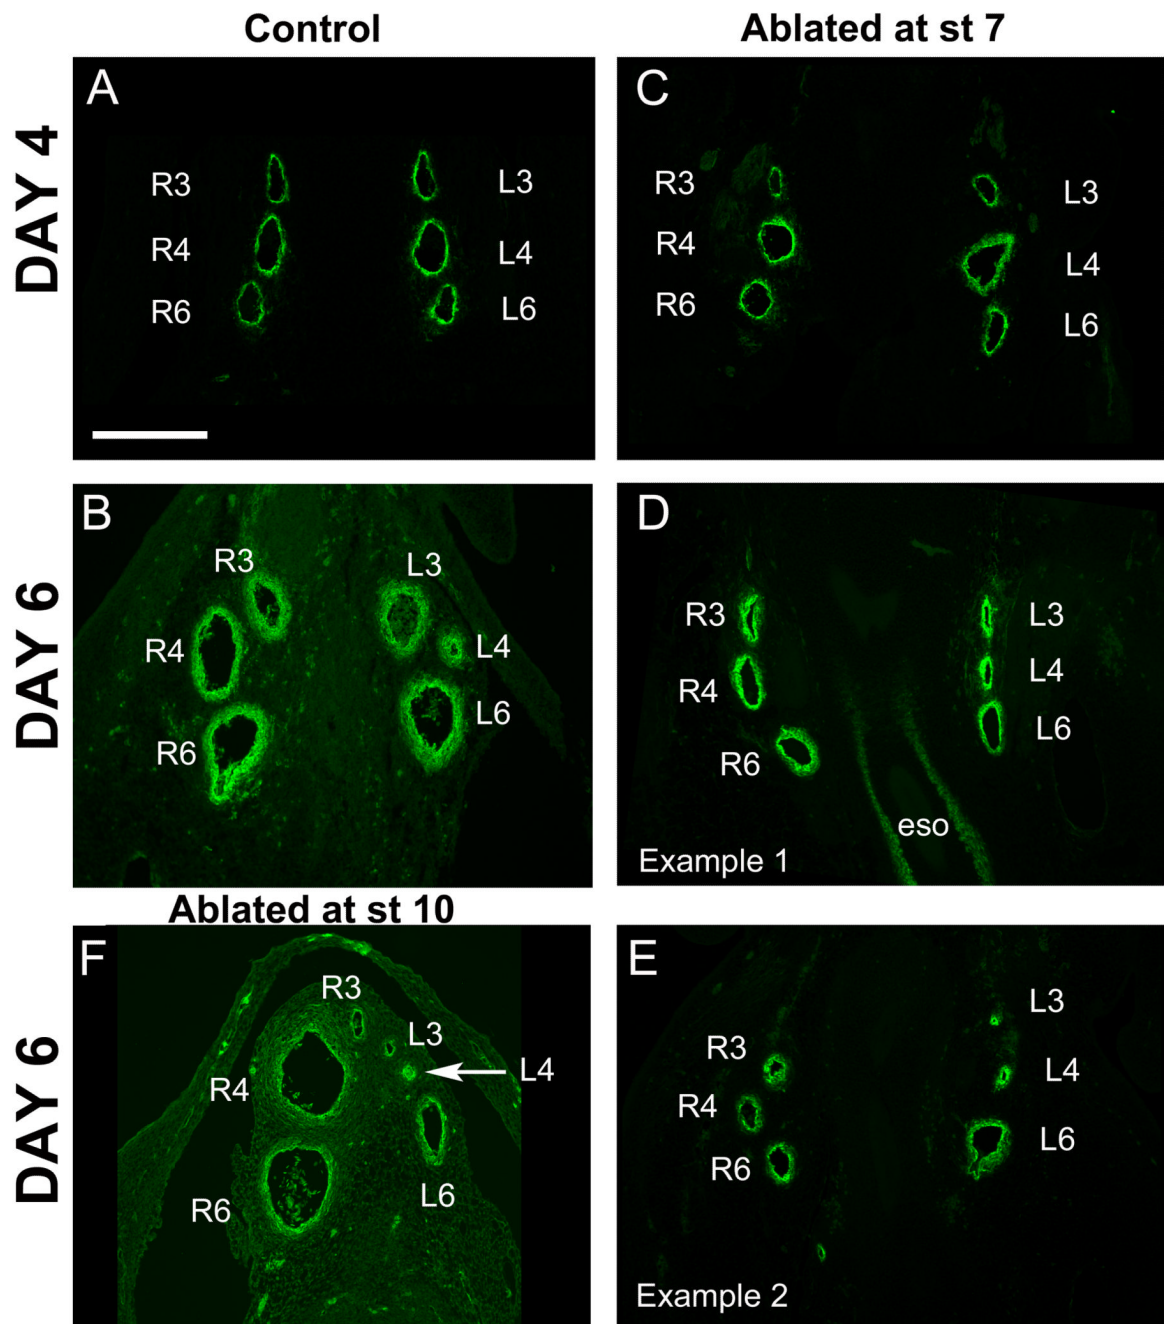 Control
Ablated at st 7
DAY 4
A
R3
L3
R4
L4
R6
L6
C
R3
L3
R4
L4
R6
L6
DAY 6
B
R3
L3
R4
L4
R6
L6
D
R3
L3
R4
L4
R6
L6
eso
Example 1
Ablated at st 10
DAY 6
F
R3
L3
R4
L4
R6
L6
E
L3
R3
L4
R4
L6
R6
Example 2